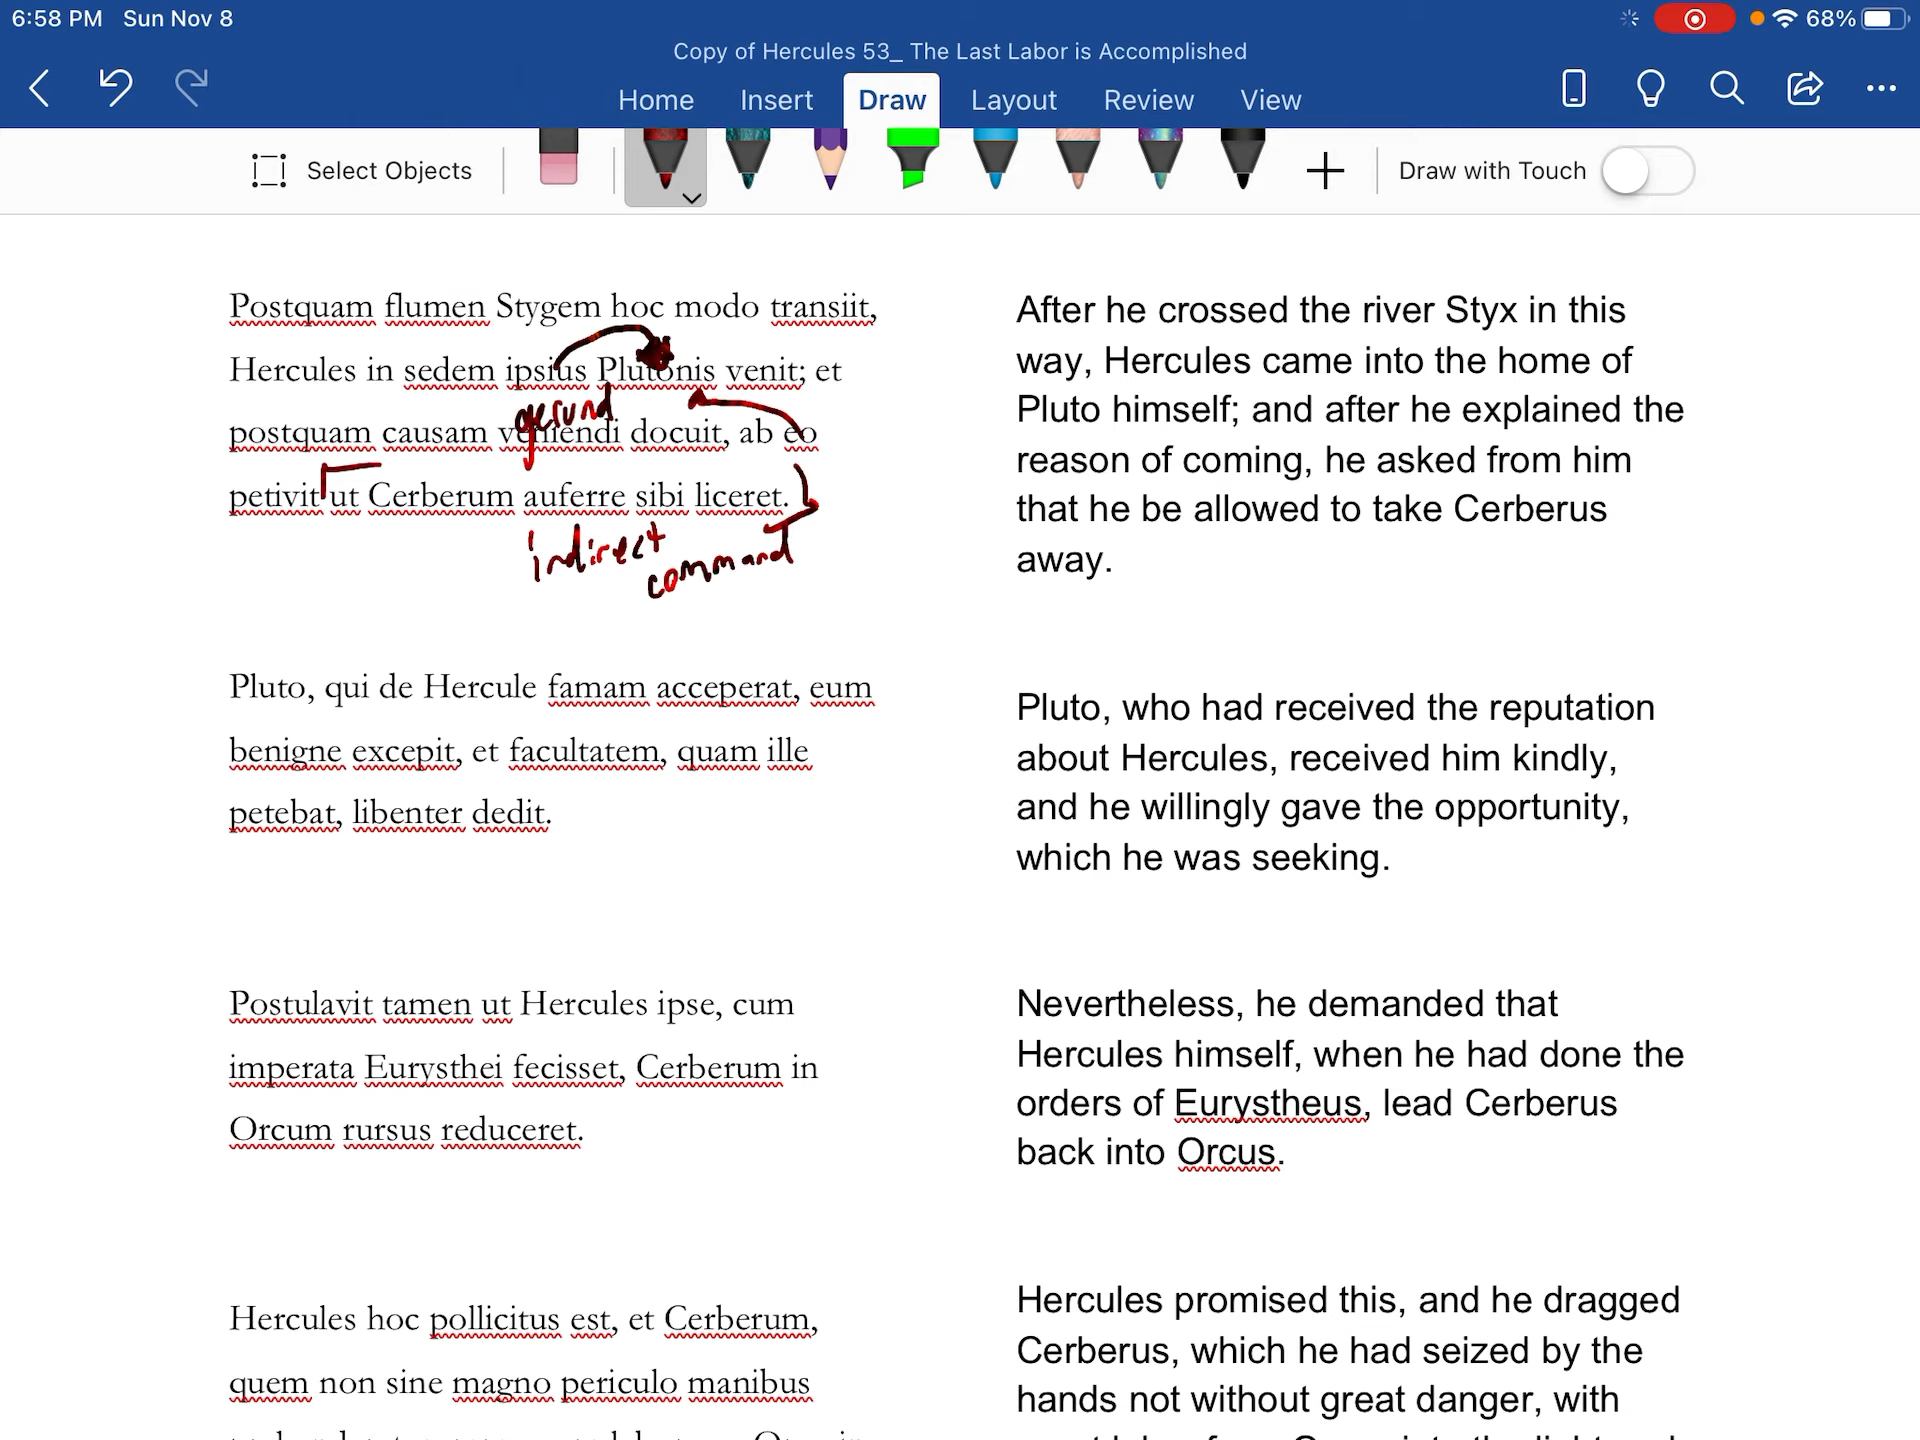 6:58 PM Sun Nov 8
68%
Copy of Hercules 53_ The Last Labor is Accomplished
Home Insert Draw Layout Review View
Select Objects
Draw with Touch
Postquam flumen Stygem hoc modo transiit,
Hercules in sedem ipsius Plutonis venit; et
gerund
postquam causam veniendi docuit, ab eo
petivit ut Cerberum auferre sibi liceret.
indirect
command
After he crossed the river Styx in this
way, Hercules came into the home of
Pluto himself; and after he explained the
reason of coming, he asked from him
that he be allowed to take Cerberus
away.
Pluto, qui de Hercule famam acceperat, eum
benigne excepit, et facultatem, quam ille
petebat, libenter dedit.
Pluto, who had received the reputation
about Hercules, received him kindly,
and he willingly gave the opportunity,
which he was seeking.
Postulavit tamen ut Hercules ipse, cum
imperata Eurysthei fecisset, Cerberum in
Orcum rursus reduceret.
Nevertheless, he demanded that
Hercules himself, when he had done the
orders of Eurystheus, lead Cerberus
back into Orcus.
Hercules hoc pollicitus est, et Cerberum,
quem non sine magno periculo manibus
Hercules promised this, and he dragged
Cerberus, which he had seized by the
hands not without great danger, with